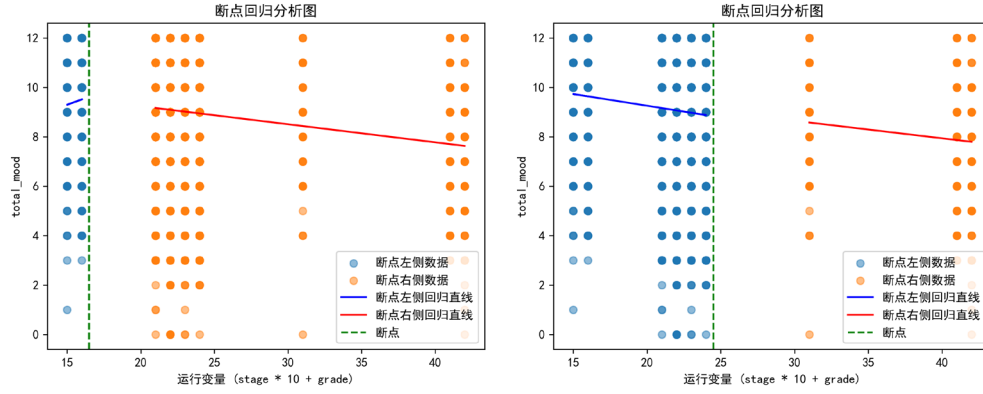 断点回归分析图
total_mood
12
10
8
6
4
2
0
断点左侧数据
断点右侧数据
断点左侧回归直线
断点右侧回归直线
断点
15
20
25
30
35
40
运行变量 (stage * 10 + grade)
断点回归分析图
total_mood
12
10
8
6
4
2
0
断点左侧数据
断点右侧数据
断点左侧回归直线
断点右侧回归直线
断点
15
20
25
30
35
40
运行变量 (stage * 10 + grade)